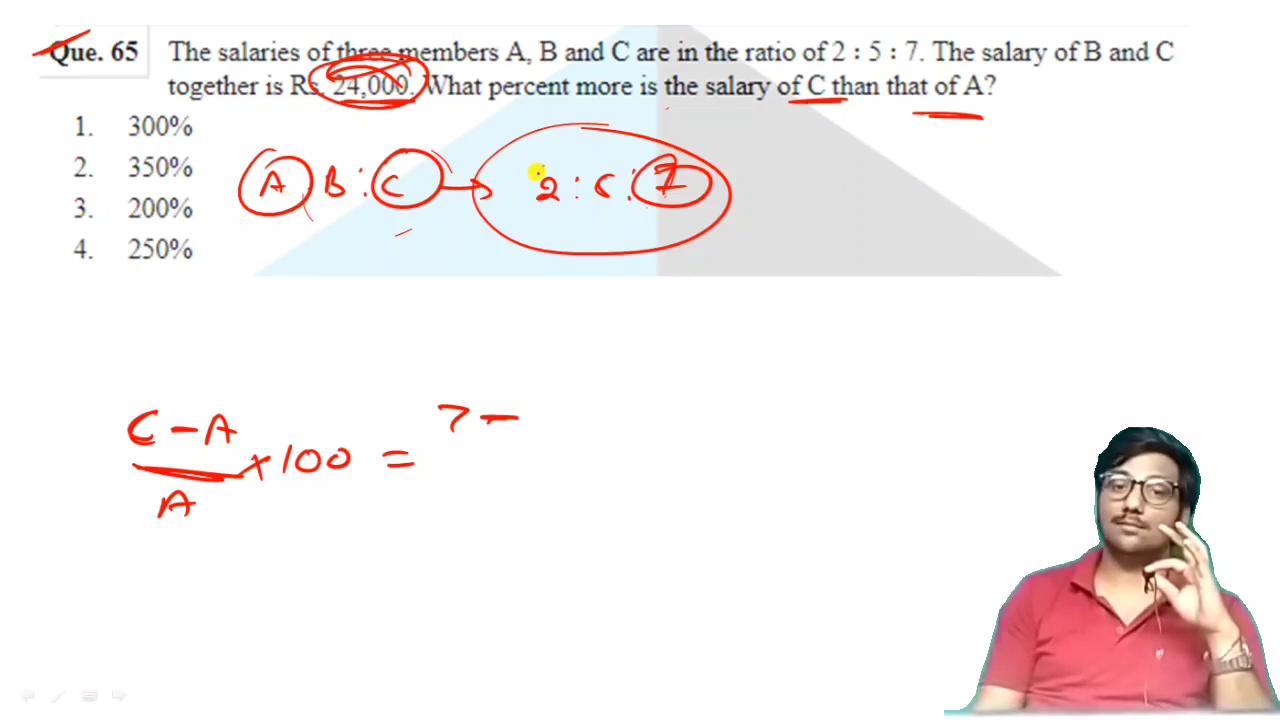 Que. 65 The salaries of three members A, B and C are in the ratio of 2 : 5 : 7. The salary of B and C
together is Rs. 24,000. What percent more is the salary of C than that of A?
1. 300%
2. 350%
3. 200%
4. 250%
A B : C → 2 : 5 : 7
C - A
/ A × 100 = 7 -